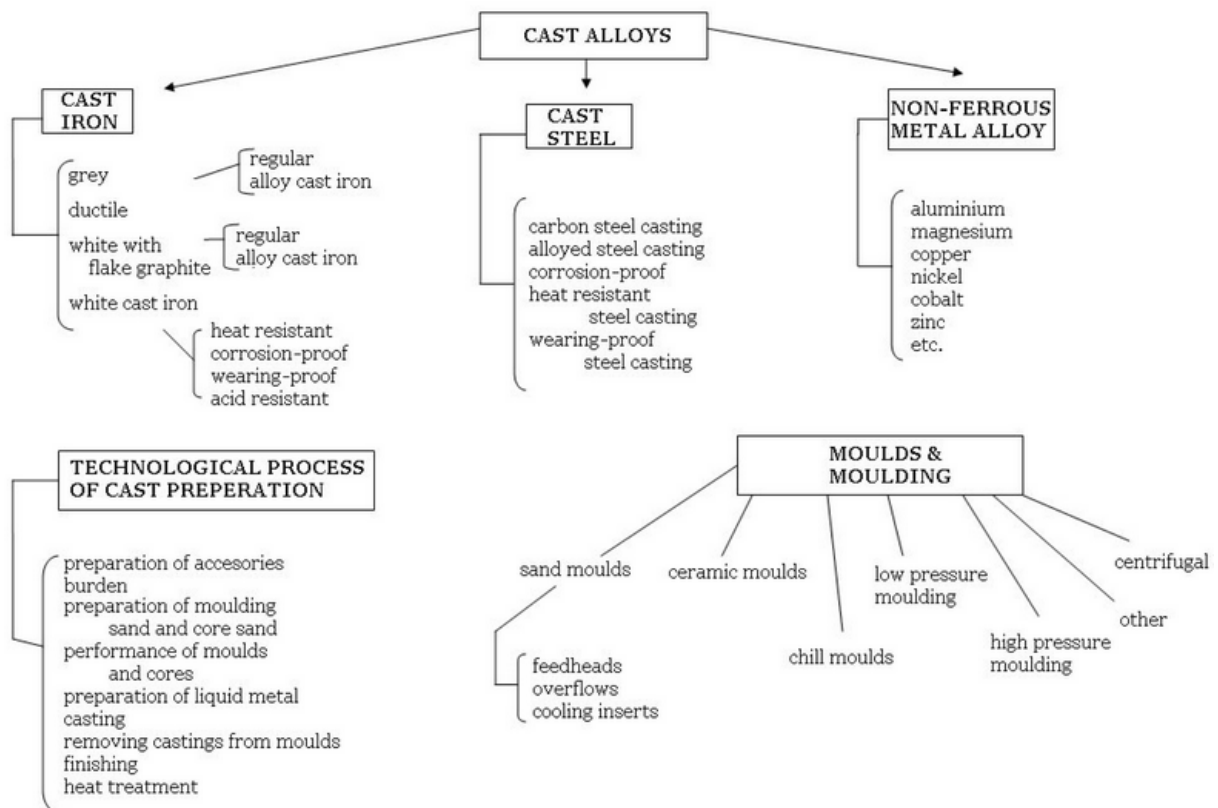 CAST ALLOYS
CAST
IRON
grey
regular
alloy cast iron
ductile
white with
flake graphite
regular
alloy cast iron
white cast iron
heat resistant
corrosion-proof
wearing-proof
acid resistant
CAST
STEEL
carbon steel casting
alloyed steel casting
corrosion-proof
heat resistant
steel casting
wearing-proof
steel casting
NON-FERROUS
METAL ALLOY
aluminium
magnesium
copper
nickel
cobalt
zinc
etc.
TECHNOLOGICAL PROCESS
OF CAST PREPERATION
preparation of accesories
burden
preparation of moulding
sand and core sand
performance of moulds
and cores
preparation of liquid metal
casting
removing castings from moulds
finishing
heat treatment
MOULDS &
MOULDING
sand moulds
feedheads
overflows
cooling inserts
ceramic moulds
chill moulds
low pressure
moulding
high pressure
moulding
other
centrifugal